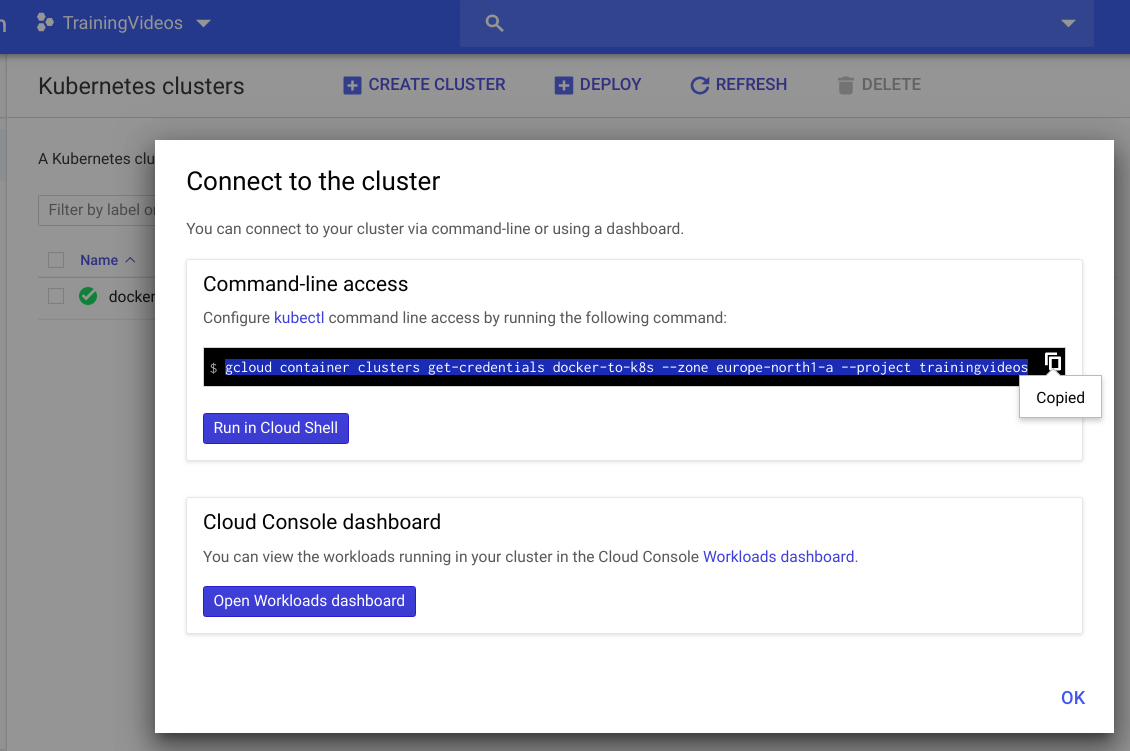 TrainingVideos
Kubernetes clusters
CREATE CLUSTER
DEPLOY
REFRESH
DELETE
A Kubernetes clu
Filter by label o
Name
docker
Connect to the cluster
You can connect to your cluster via command-line or using a dashboard.
Command-line access
Configure kubectl command line access by running the following command:
$ gcloud container clusters get-credentials docker-to-k8s --zone europe-north1-a --project trainingvideos
Copied
Run in Cloud Shell
Cloud Console dashboard
You can view the workloads running in your cluster in the Cloud Console Workloads dashboard.
Open Workloads dashboard
OK